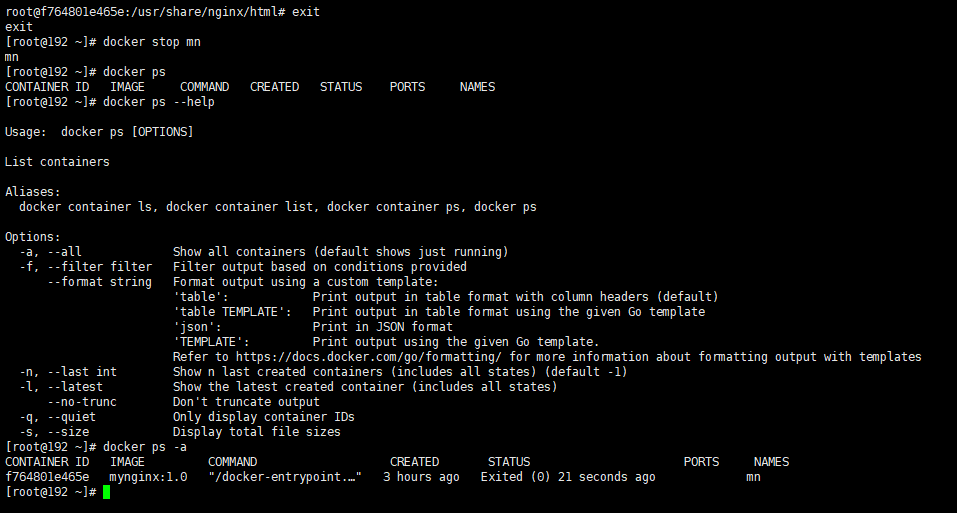 root@f764801e465e:/usr/share/nginx/html# exit
exit
[root@192 ~]# docker stop mn
mn
[root@192 ~]# docker ps
CONTAINER ID   IMAGE     COMMAND   CREATED   STATUS    PORTS     NAMES
[root@192 ~]# docker ps --help

Usage:  docker ps [OPTIONS]

List containers

Aliases:
  docker container ls, docker container list, docker container ps, docker ps

Options:
  -a, --all             Show all containers (default shows just running)
  -f, --filter filter   Filter output based on conditions provided
      --format string   Format output using a custom template:
                        'table':            Print output in table format with column headers (default)
                        'table TEMPLATE':   Print output in table format using the given Go template
                        'json':             Print in JSON format
                        'TEMPLATE':         Print output using the given Go template.
                        Refer to https://docs.docker.com/go/formatting/ for more information about formatting output with templates
  -n, --last int        Show n last created containers (includes all states) (default -1)
  -l, --latest          Show the latest created container (includes all states)
      --no-trunc        Don't truncate output
  -q, --quiet           Only display container IDs
  -s, --size            Display total file sizes
[root@192 ~]# docker ps -a
CONTAINER ID   IMAGE         COMMAND                   CREATED       STATUS                      PORTS     NAMES
f764801e465e   mynginx:1.0   "/docker-entrypoint.…"   3 hours ago   Exited (0) 21 seconds ago             mn
[root@192 ~]#